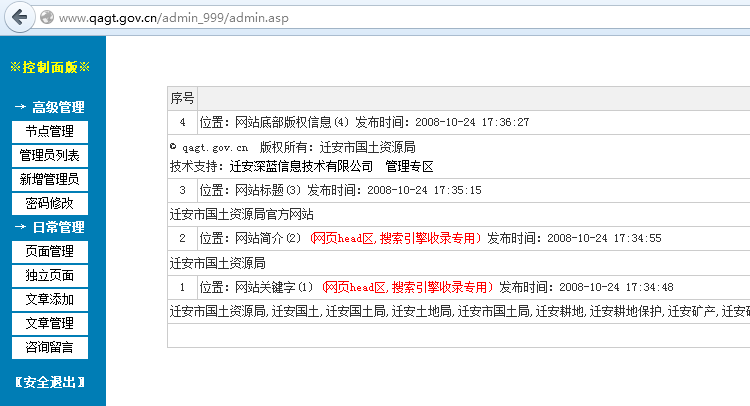 www.qagt.gov.cn/admin_999/admin.asp
※控制面版※
→ 高级管理
节点管理
管理员列表
新增管理员
密码修改
→ 日常管理
页面管理
独立页面
文章添加
文章管理
咨询留言
〖安全退出〗
序号
4 位置：网站底部版权信息(4) 发布时间：2008-10-24 17:36:27
© qagt.gov.cn 版权所有：迁安市国土资源局
技术支持：迁安深蓝信息技术有限公司 管理专区
3 位置：网站标题(3) 发布时间：2008-10-24 17:35:15
迁安市国土资源局官方网站
2 位置：网站简介(2) (网页head区,搜索引擎收录专用) 发布时间：2008-10-24 17:34:55
迁安市国土资源局
1 位置：网站关键字(1) (网页head区,搜索引擎收录专用) 发布时间：2008-10-24 17:34:48
迁安市国土资源局,迁安国土,迁安国土局,迁安土地局,迁安市国土局,迁安耕地,迁安耕地保护,迁安矿产,迁安